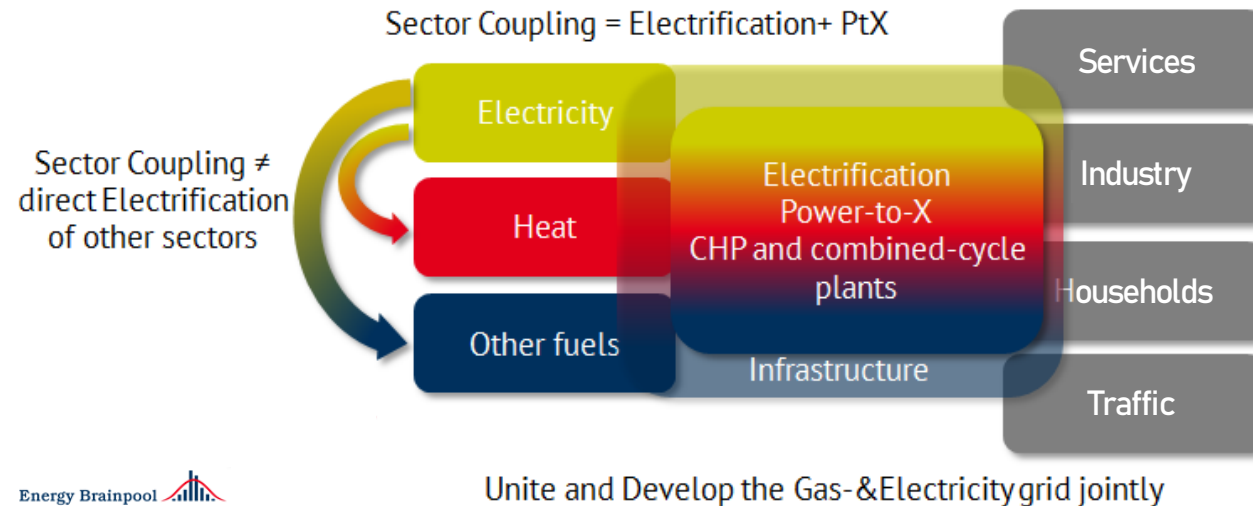 Sector Coupling = Electrification+ PtX
Sector Coupling ≠
direct Electrification
of other sectors
Electricity
Heat
Other fuels
Electrification
Power-to-X
CHP and combined-cycle
plants
Infrastructure
Services
Industry
Households
Traffic
Energy Brainpool
Unite and Develop the Gas-&Electricity grid jointly